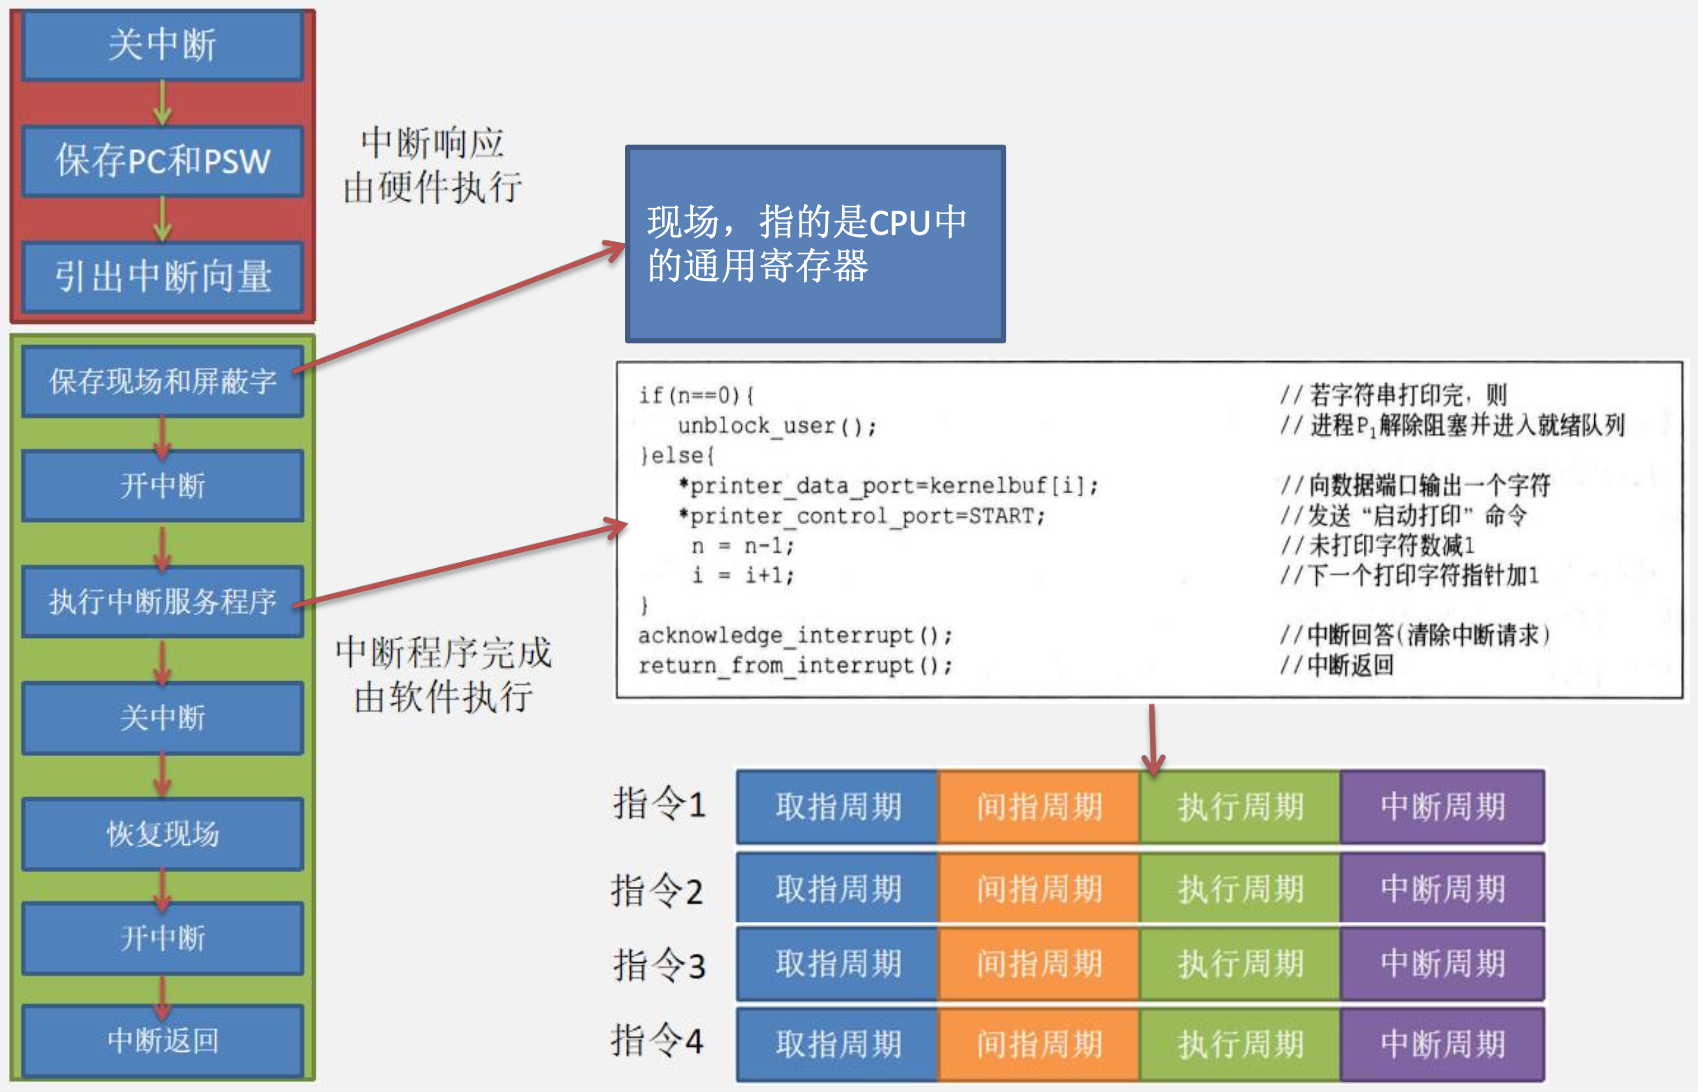 关中断
保存PC和PSW
引出中断向量
中断响应
由硬件执行
现场，指的是CPU中
的通用寄存器
保存现场和屏蔽字
开中断
执行中断服务程序
关中断
恢复现场
开中断
中断返回
中断程序完成
由软件执行
if(n==0){ //若字符串打印完，则
unblock_user(); //进程P₁解除阻塞并进入就绪队列
}else{
*printer_data_port=kernelbuf[i]; //向数据端口输出一个字符
*printer_control_port=START; //发送“启动打印”命令
n = n-1; //未打印字符数减1
i = i+1; //下一个打印字符指针加1
}
acknowledge_interrupt(); //中断回答(清除中断请求)
return_from_interrupt(); //中断返回
指令1 取指周期 间指周期 执行周期 中断周期
指令2 取指周期 间指周期 执行周期 中断周期
指令3 取指周期 间指周期 执行周期 中断周期
指令4 取指周期 间指周期 执行周期 中断周期